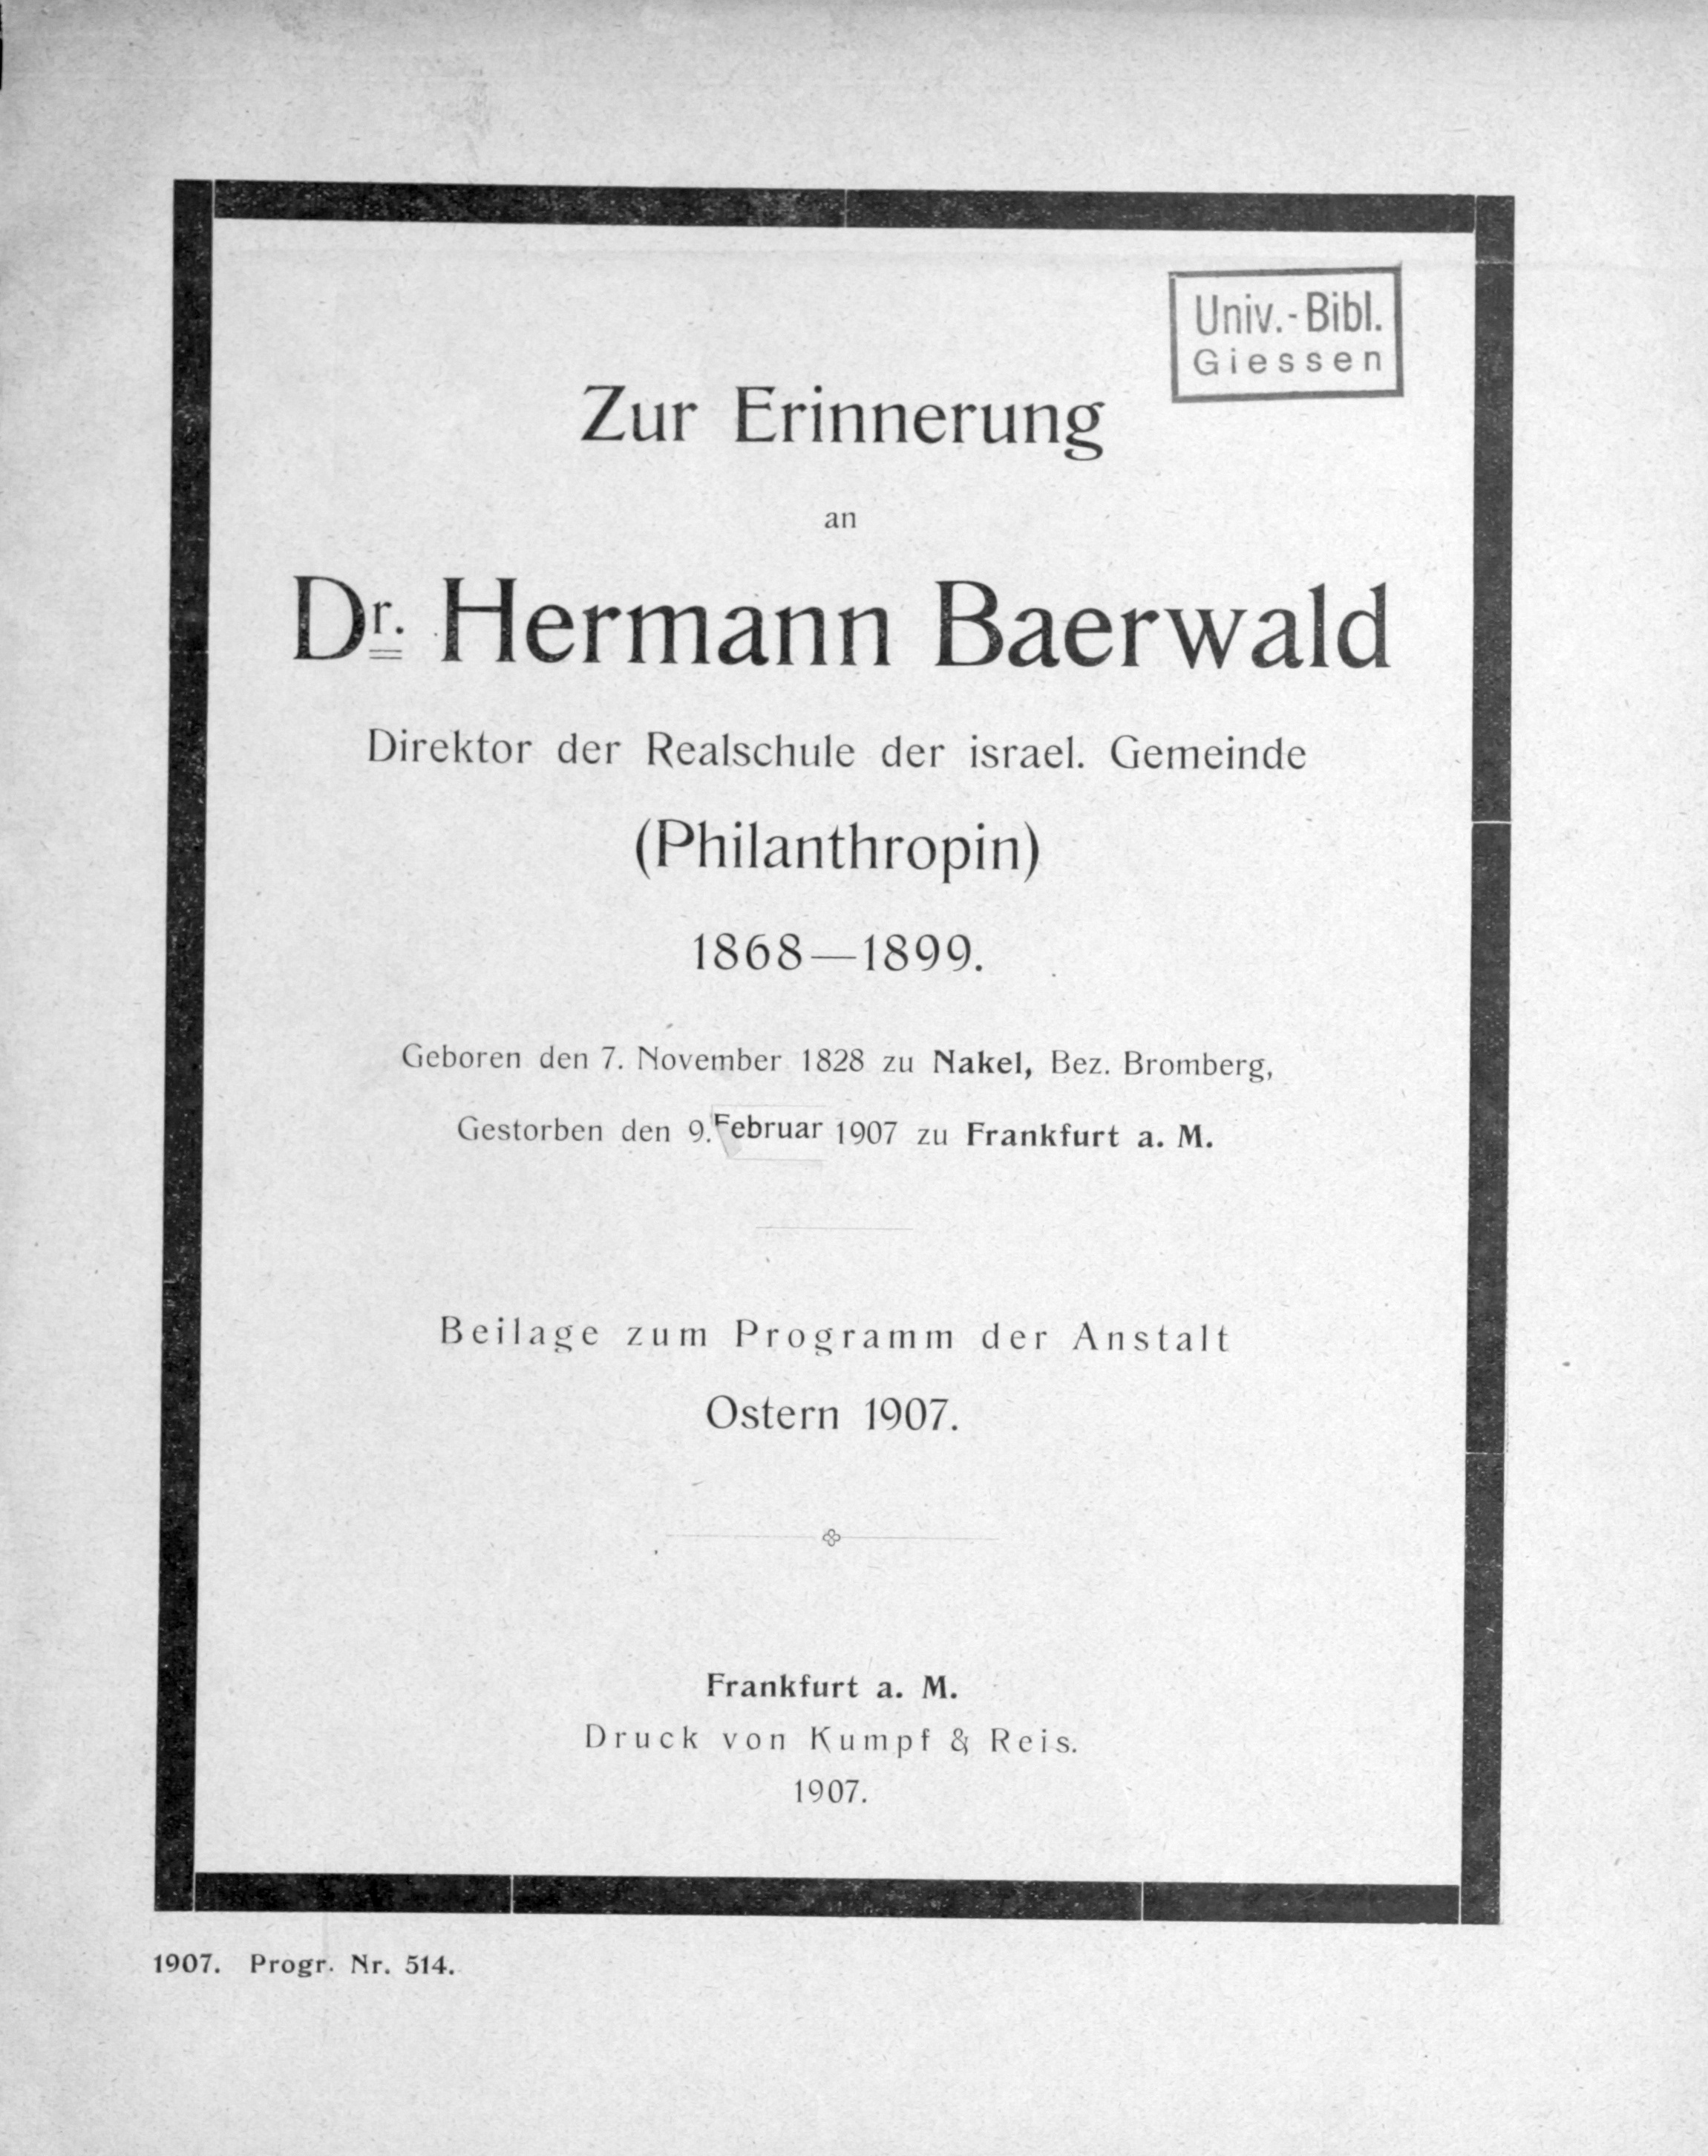 Univ.-Bibl.
Giessen
Zur Erinnerung
an
Dr. Hermann Baerwald
Direktor der Realschule der israel. Gemeinde
(Philanthropin)
1868—1899.
Geboren den 7. November 1828 zu Nakel, Bez. Bromberg,
Gestorben den 9. Februar 1907 zu Frankfurt a. M.
Beilage zum Programm der Anstalt
Ostern 1907.
Frankfurt a. M.
Druck von Kumpf & Reis.
1907.
1907. Progr. Nr. 514.